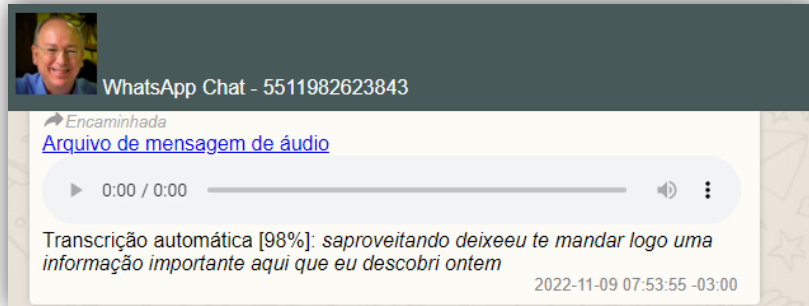 WhatsApp Chat - 5511982623843
Encaminhada
Arquivo de mensagem de áudio
0:00 / 0:00
Transcrição automática [98%]: saproveitando deixeeu te mandar logo uma
informação importante aqui que eu descobri ontem
2022-11-09 07:53:55 -03:00